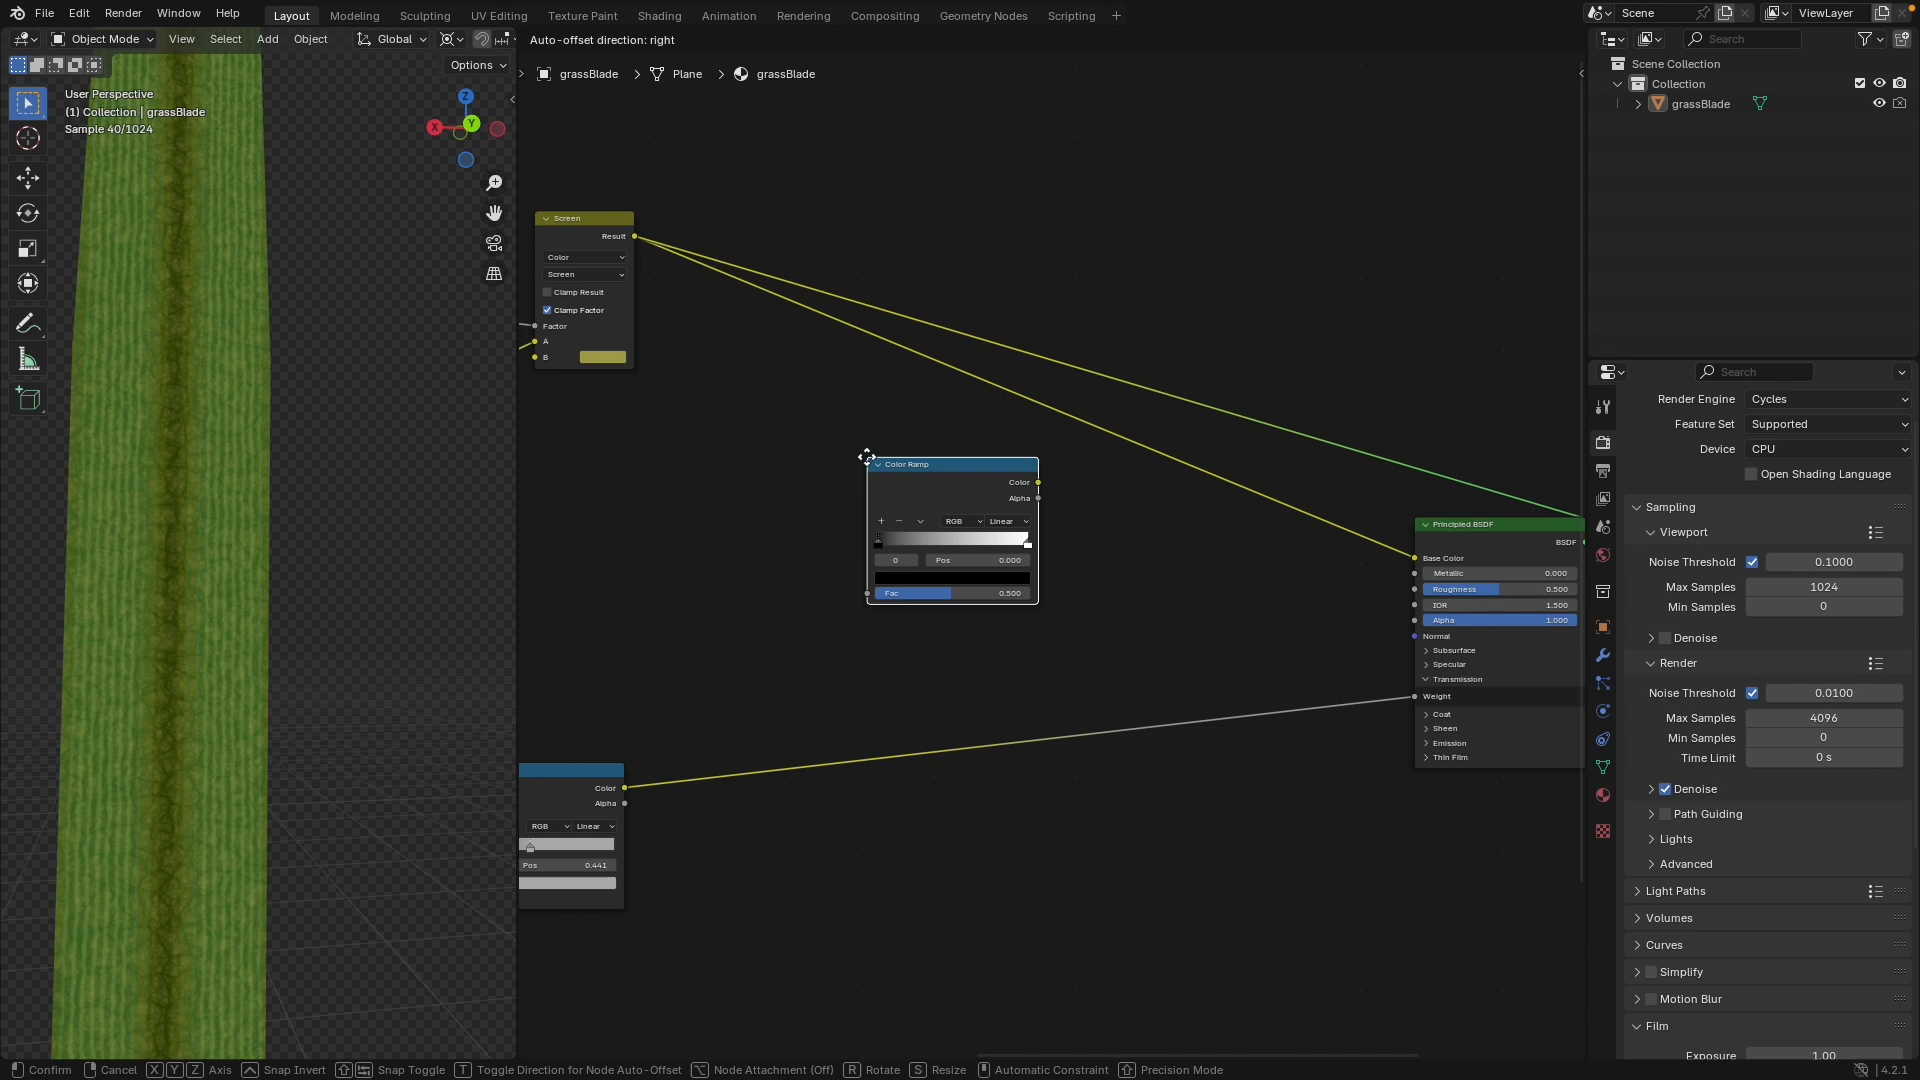 File Edit Render Window Help Layout Modeling Sculpting UV Editing Texture Paint Shading Animation Rendering Compositing Geometry Nodes Scripting + Scene ViewLayer
Object Mode View Select Add Object Global Auto-offset direction: right Search
Options
grassBlade > Plane > grassBlade
Scene Collection
Collection
grassBlade
User Perspective
(1) Collection | grassBlade
Sample 40/1024
Z
X
Y
Screen
Result
Color
Screen
Clamp Result
Clamp Factor
Factor
A
B
Color Ramp
Color
Alpha
RGB Linear
0 Pos 0.000
Fac 0.500
Principled BSDF
BSDF
Base Color
Metallic 0.000
Roughness 0.500
IOR 1.500
Alpha 1.000
Normal
Subsurface
Specular
Transmission
Weight
Coat
Sheen
Emission
Thin Film
Color
Alpha
RGB Linear
Pos 0.441
Search
Render Engine Cycles
Feature Set Supported
Device CPU
Open Shading Language
Sampling
Viewport
Noise Threshold 0.1000
Max Samples 1024
Min Samples 0
Denoise
Render
Noise Threshold 0.0100
Max Samples 4096
Min Samples 0
Time Limit 0 s
Denoise
Path Guiding
Lights
Advanced
Light Paths
Volumes
Curves
Simplify
Motion Blur
Film
Exposure 1.00
Confirm Cancel X Y Z Axis Snap Invert Snap Toggle T Toggle Direction for Node Auto-Offset Node Attachment (Off) R Rotate S Resize Automatic Constraint Precision Mode 4.2.1